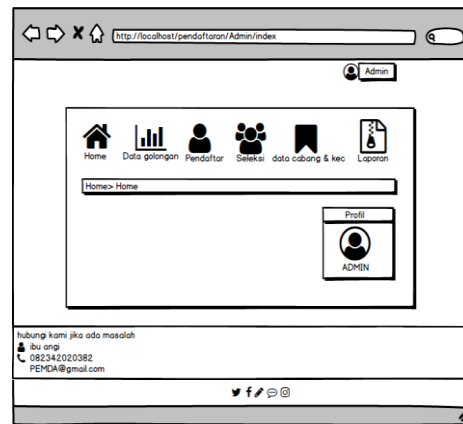 http://localhost/pendaftaran/Admin/index
Admin
Home Data golongan Pendaftar Seleksi data cabang & kec Laporan
Home> Home
Profil
ADMIN
hubungi kami jika ada masalah
ibu angi
082342020382
PEMDA@gmail.com